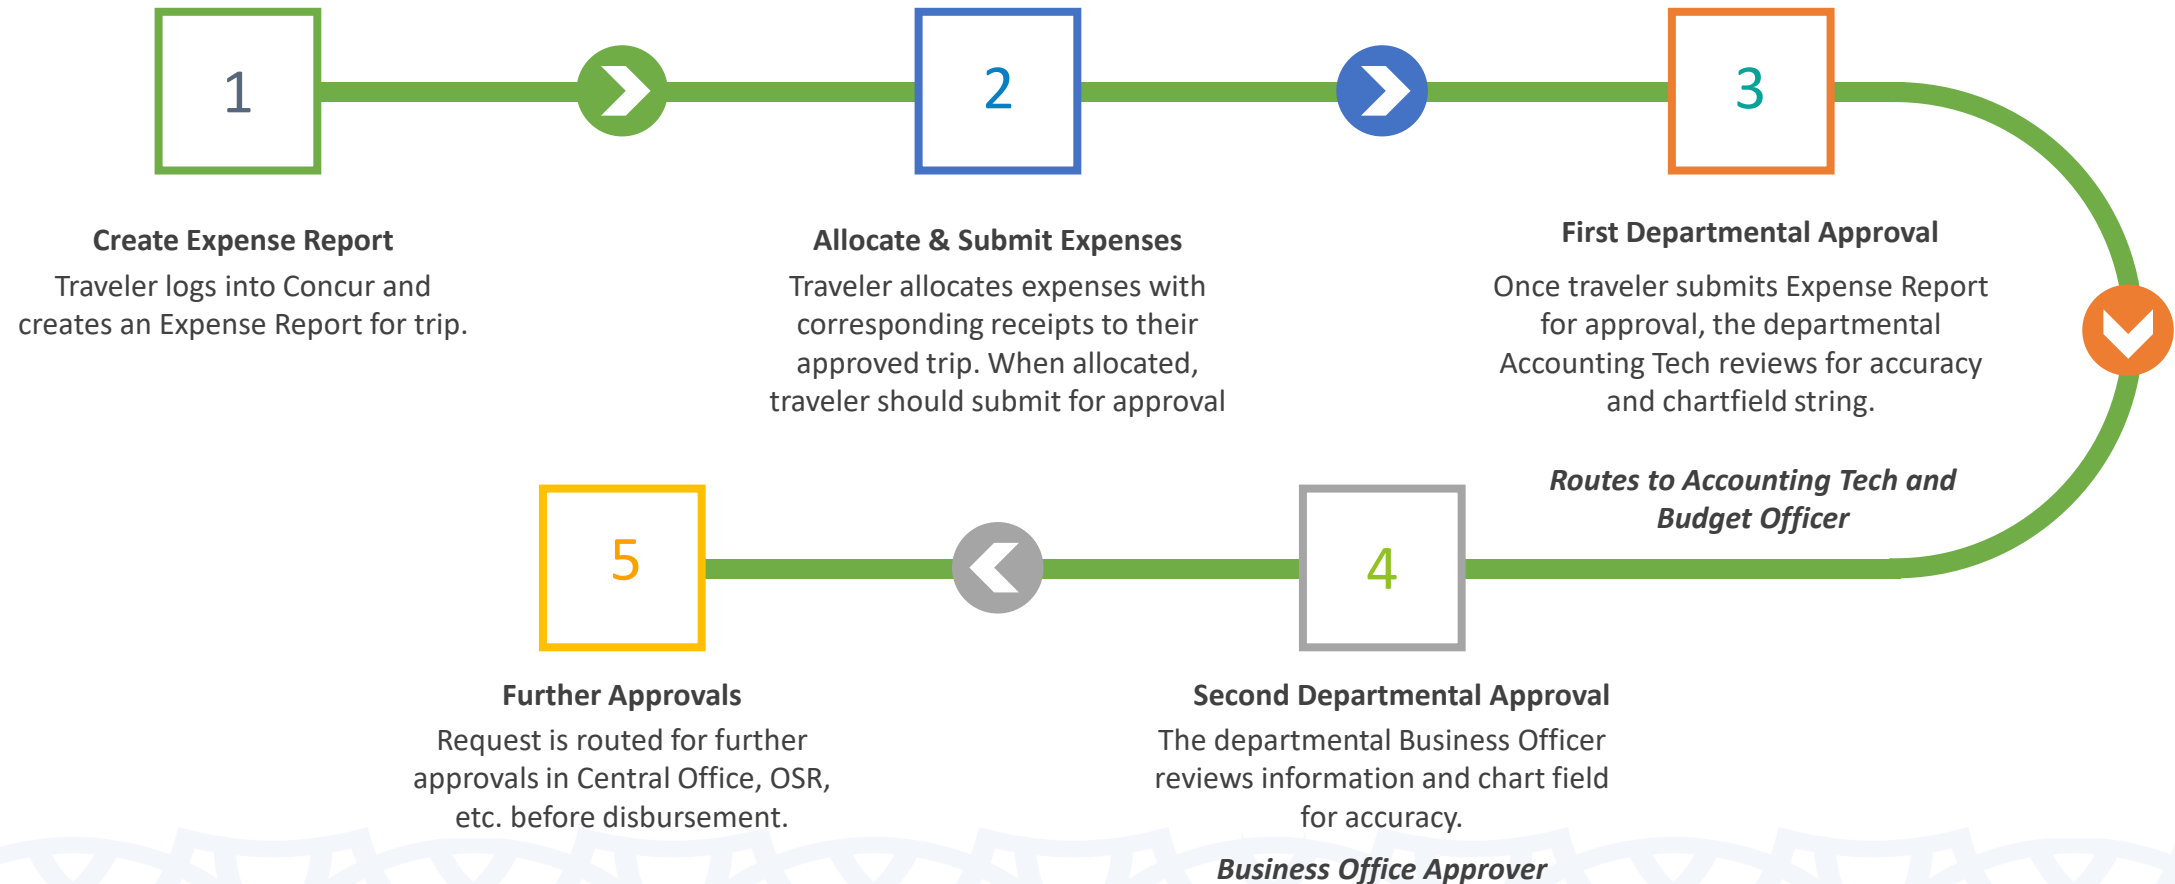 1
Create Expense Report
Traveler logs into Concur and
creates an Expense Report for trip.
2
Allocate & Submit Expenses
Traveler allocates expenses with
corresponding receipts to their
approved trip. When allocated,
traveler should submit for approval
3
First Departmental Approval
Once traveler submits Expense Report
for approval, the departmental
Accounting Tech reviews for accuracy
and chartfield string.
Routes to Accounting Tech and
Budget Officer
4
Second Departmental Approval
The departmental Business Officer
reviews information and chart field
for accuracy.
Business Office Approver
5
Further Approvals
Request is routed for further
approvals in Central Office, OSR,
etc. before disbursement.